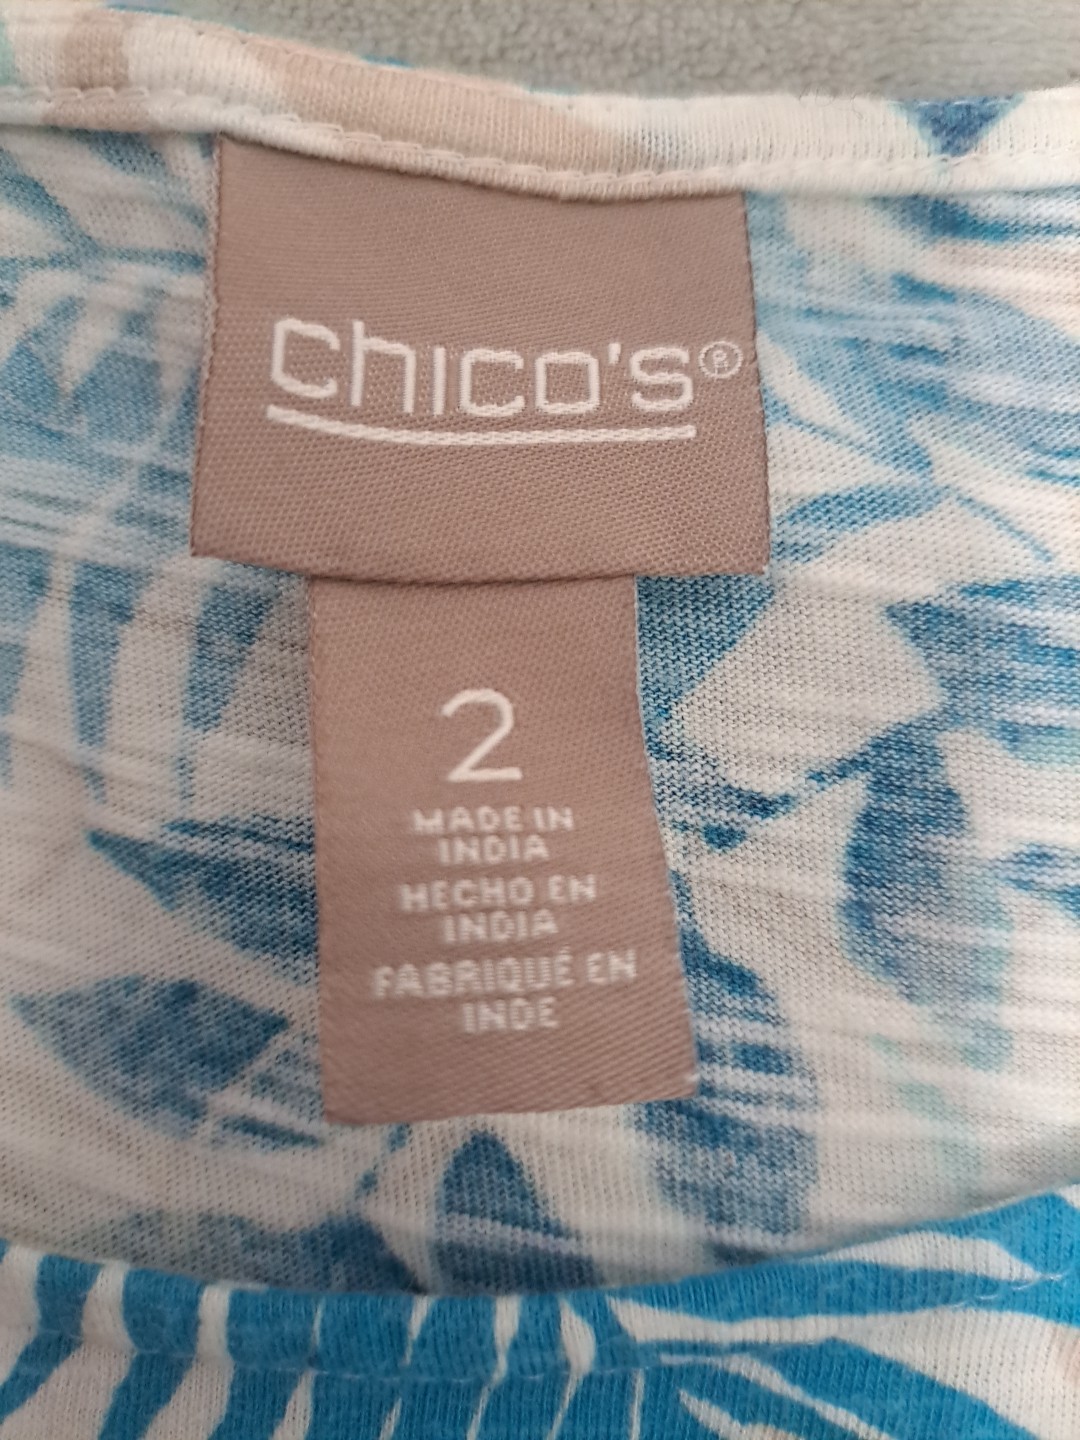 chico's®
2
MADE IN
INDIA
HECHO EN
INDIA
FABRIQUÉ EN
INDE